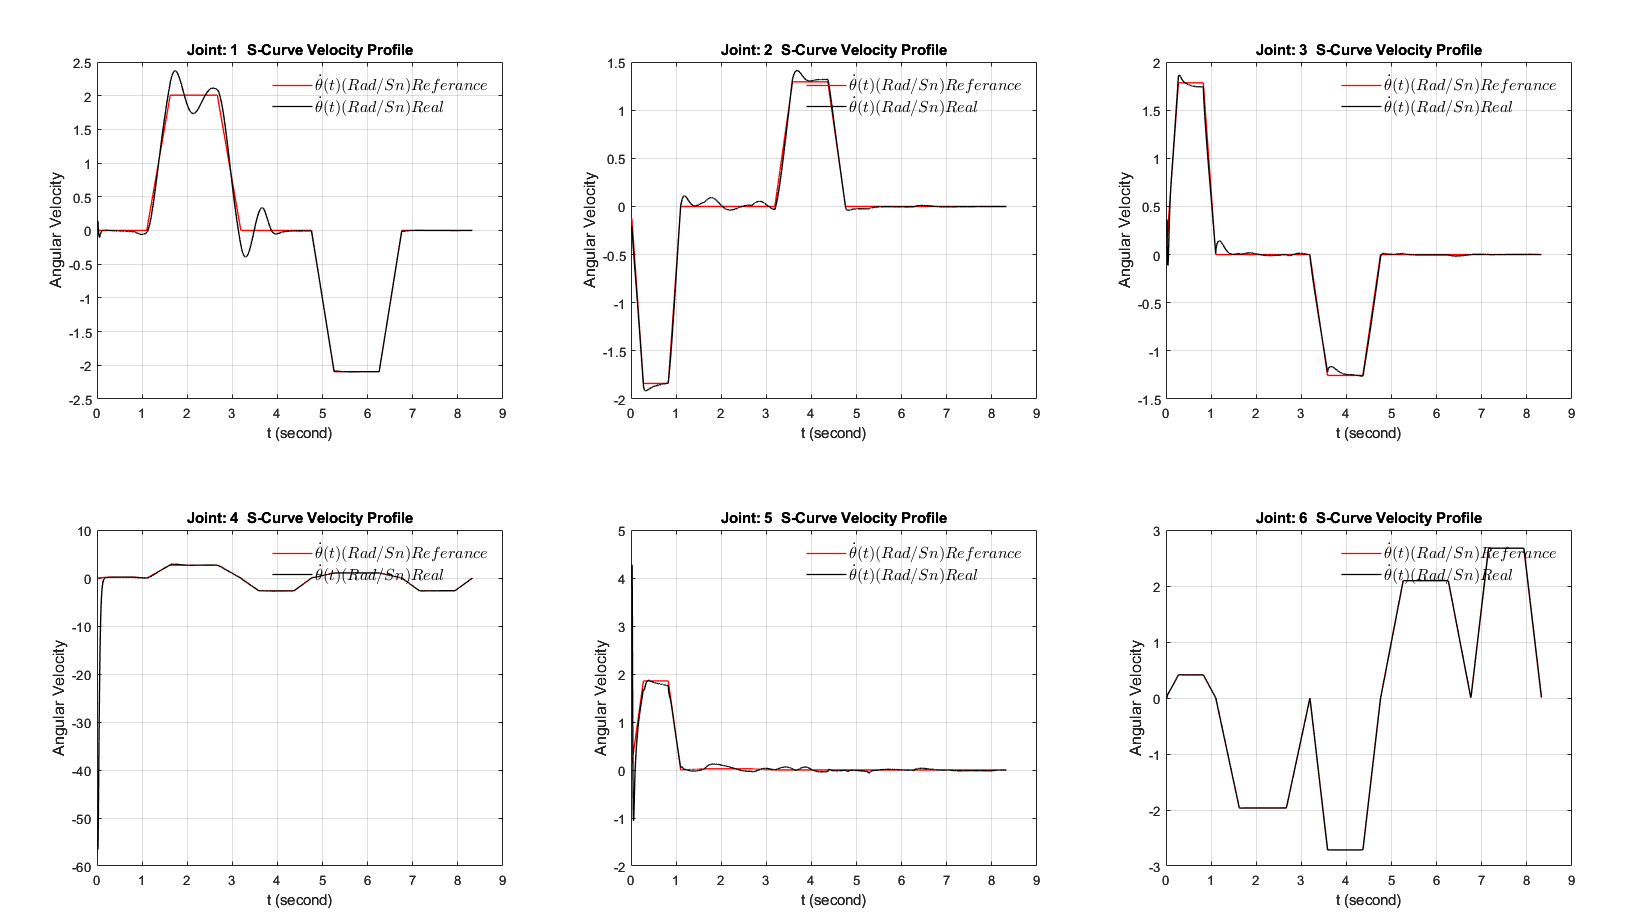 Joint: 1  S-Curve Velocity Profile
2.5
2
1.5
1
0.5
0
-0.5
-1
-1.5
-2
-2.5
Angular Velocity
θ̇(t)(Rad/Sn)Referance
θ̇(t)(Rad/Sn)Real
0 1 2 3 4 5 6 7 8 9
t (second)
Joint: 2  S-Curve Velocity Profile
1.5
1
0.5
0
-0.5
-1
-1.5
-2
Angular Velocity
θ̇(t)(Rad/Sn)Referance
θ̇(t)(Rad/Sn)Real
0 1 2 3 4 5 6 7 8 9
t (second)
Joint: 3  S-Curve Velocity Profile
2
1.5
1
0.5
0
-0.5
-1
-1.5
Angular Velocity
θ̇(t)(Rad/Sn)Referance
θ̇(t)(Rad/Sn)Real
0 1 2 3 4 5 6 7 8 9
t (second)
Joint: 4  S-Curve Velocity Profile
10
0
-10
-20
-30
-40
-50
-60
Angular Velocity
θ̇(t)(Rad/Sn)Referance
θ̇(t)(Rad/Sn)Real
0 1 2 3 4 5 6 7 8 9
t (second)
Joint: 5  S-Curve Velocity Profile
5
4
3
2
1
0
-1
-2
Angular Velocity
θ̇(t)(Rad/Sn)Referance
θ̇(t)(Rad/Sn)Real
0 1 2 3 4 5 6 7 8 9
t (second)
Joint: 6  S-Curve Velocity Profile
3
2
1
0
-1
-2
-3
Angular Velocity
θ̇(t)(Rad/Sn)Referance
θ̇(t)(Rad/Sn)Real
0 1 2 3 4 5 6 7 8 9
t (second)